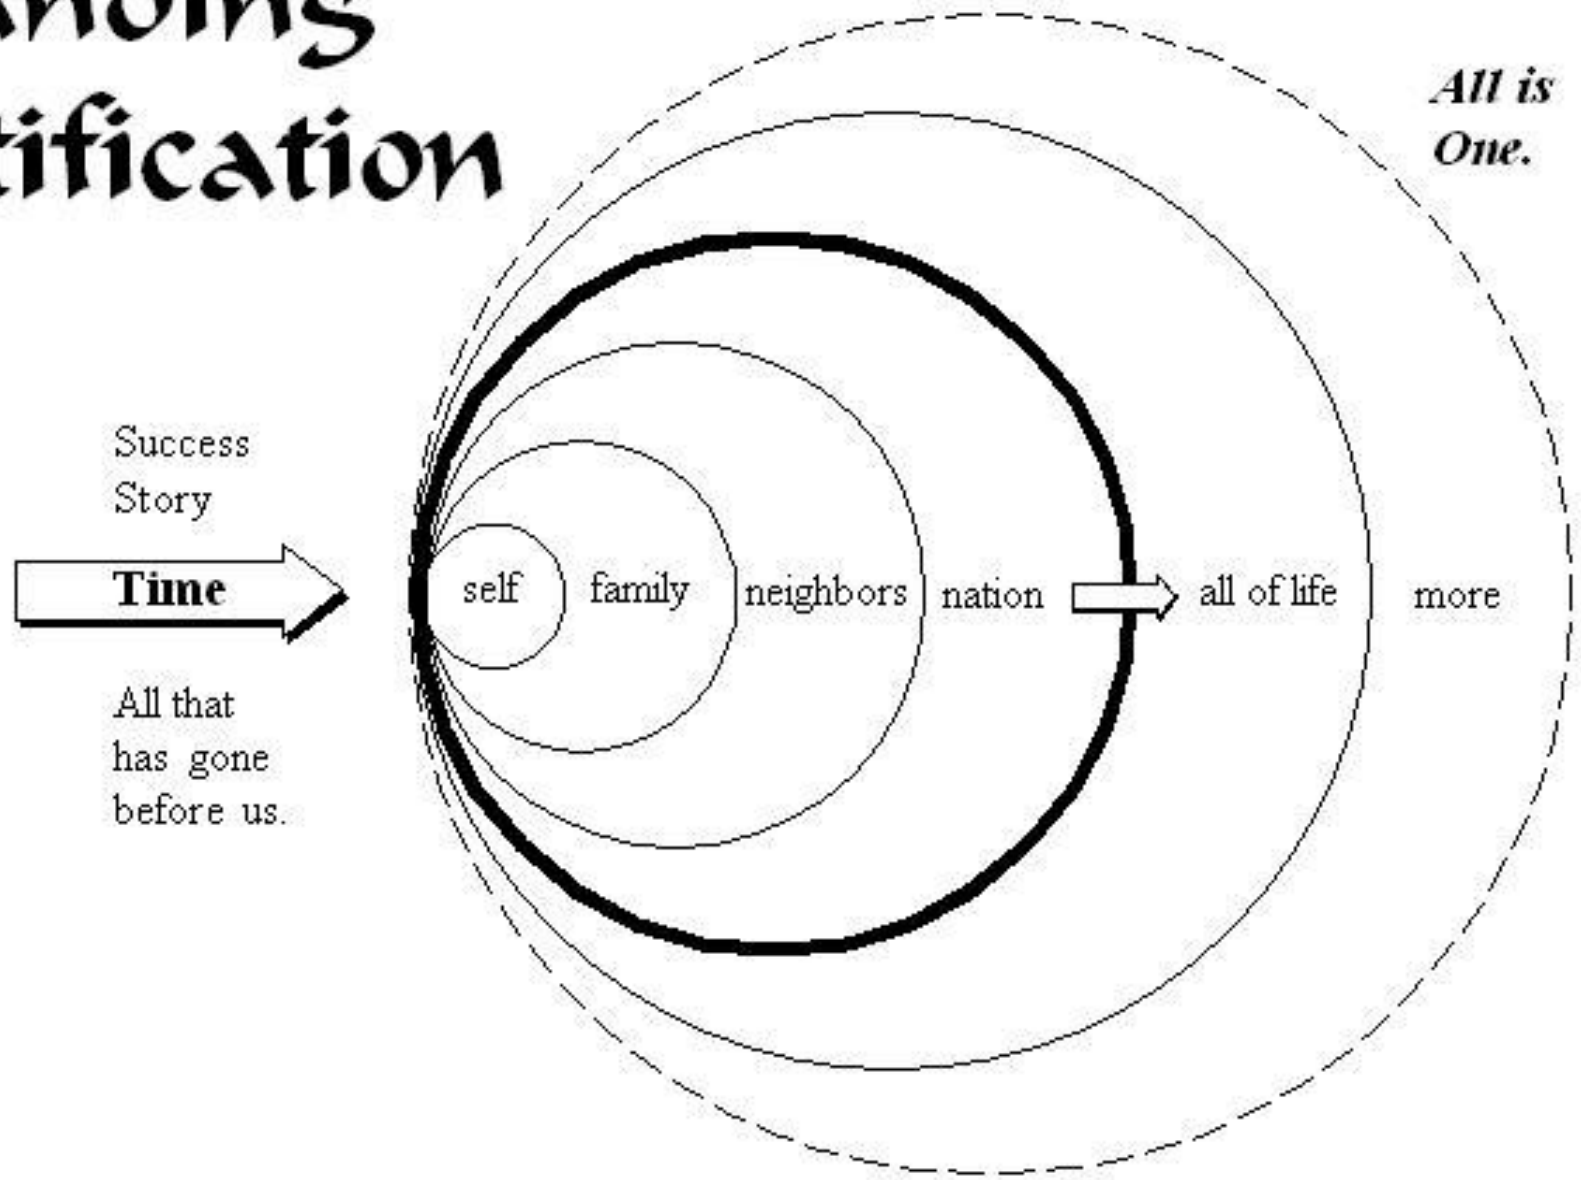 anding
tification
All is
One.
Success
Story
Time
self family neighbors nation all of life more
All that
has gone
before us.